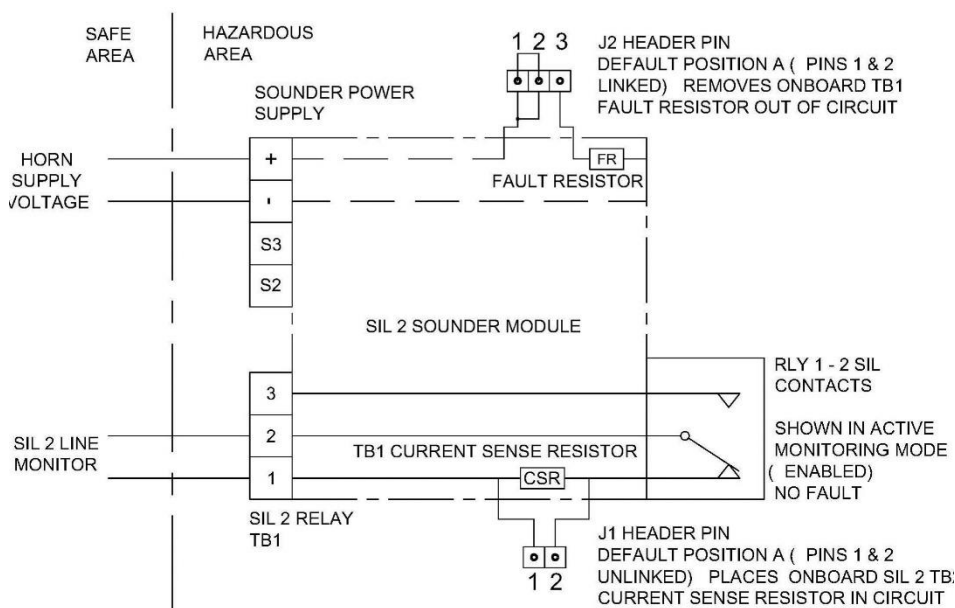 SAFE
AREA
HAZARDOUS
AREA
SOUNDER POWER
SUPPLY
1 2 3
J2 HEADER PIN
DEFAULT POSITION A ( PINS 1 & 2
LINKED) REMOVES ONBOARD TB1
FAULT RESISTOR OUT OF CIRCUIT
HORN
SUPPLY
VOLTAGE
+
-
S3
S2
FR
FAULT RESISTOR
SIL 2 SOUNDER MODULE
RLY 1 - 2 SIL
CONTACTS
SHOWN IN ACTIVE
MONITORING MODE
( ENABLED)
NO FAULT
SIL 2 LINE
MONITOR
3
2
1
TB1 CURRENT SENSE RESISTOR
CSR
SIL 2 RELAY
TB1
1 2
J1 HEADER PIN
DEFAULT POSITION A ( PINS 1 & 2
UNLINKED) PLACES ONBOARD SIL 2
CURRENT SENSE RESISTOR IN CIRCUIT